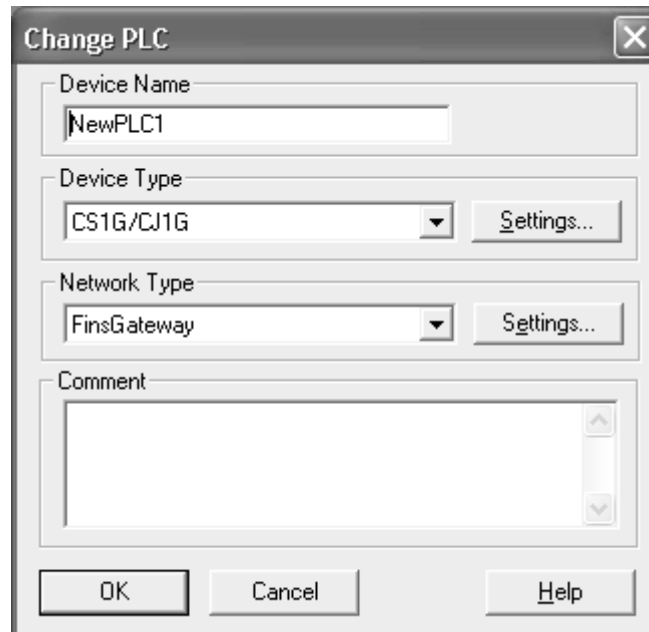 Change PLC
Device Name
NewPLC1
Device Type
CS1G/CJ1G
Settings...
Network Type
FinsGateway
Settings...
Comment
OK Cancel Help